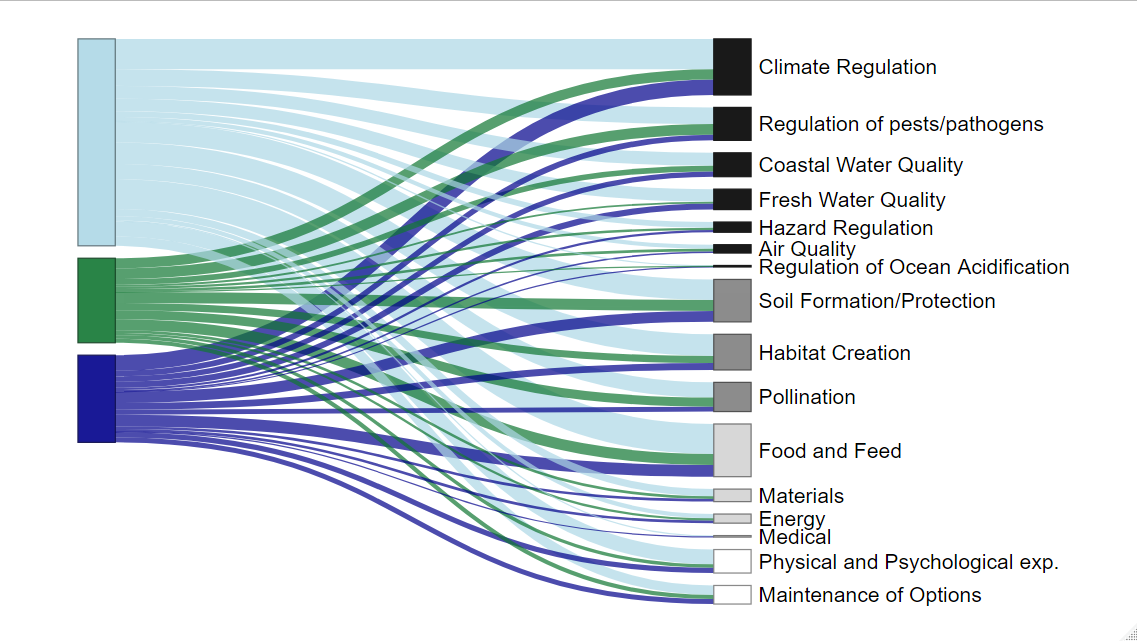 Climate Regulation
Regulation of pests/pathogens
Coastal Water Quality
Fresh Water Quality
Hazard Regulation
Air Quality
Regulation of Ocean Acidification
Soil Formation/Protection
Habitat Creation
Pollination
Food and Feed
Materials
Energy
Medical
Physical and Psychological exp.
Maintenance of Options